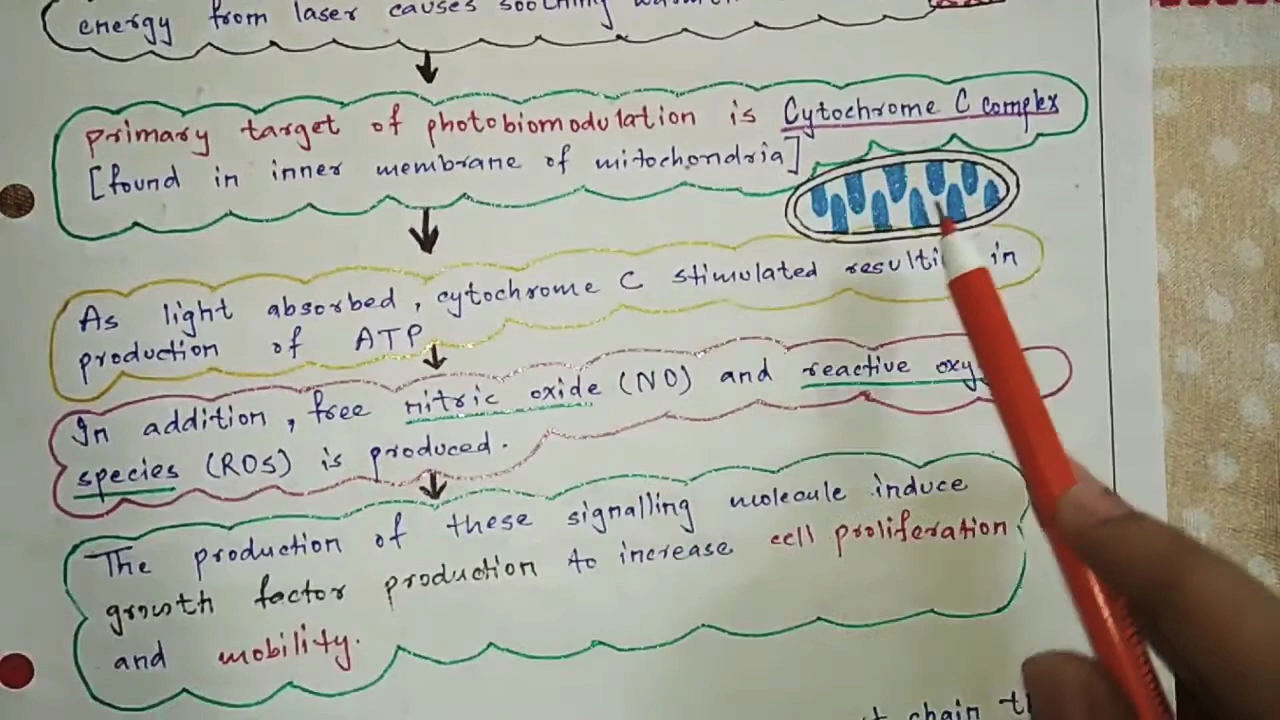 energy from laser causes soothing
primary target of photobiomodulation is Cytochrome C complex
[found in inner membrane of mitochondria]
As light absorbed, cytochrome C stimulated in
production of ATP
In addition, free nitric oxide (NO) and reactive
species (ROS) is produced.
The production of these signalling molecule induce
growth factor production to increase cell proliferation
and mobility.
chain